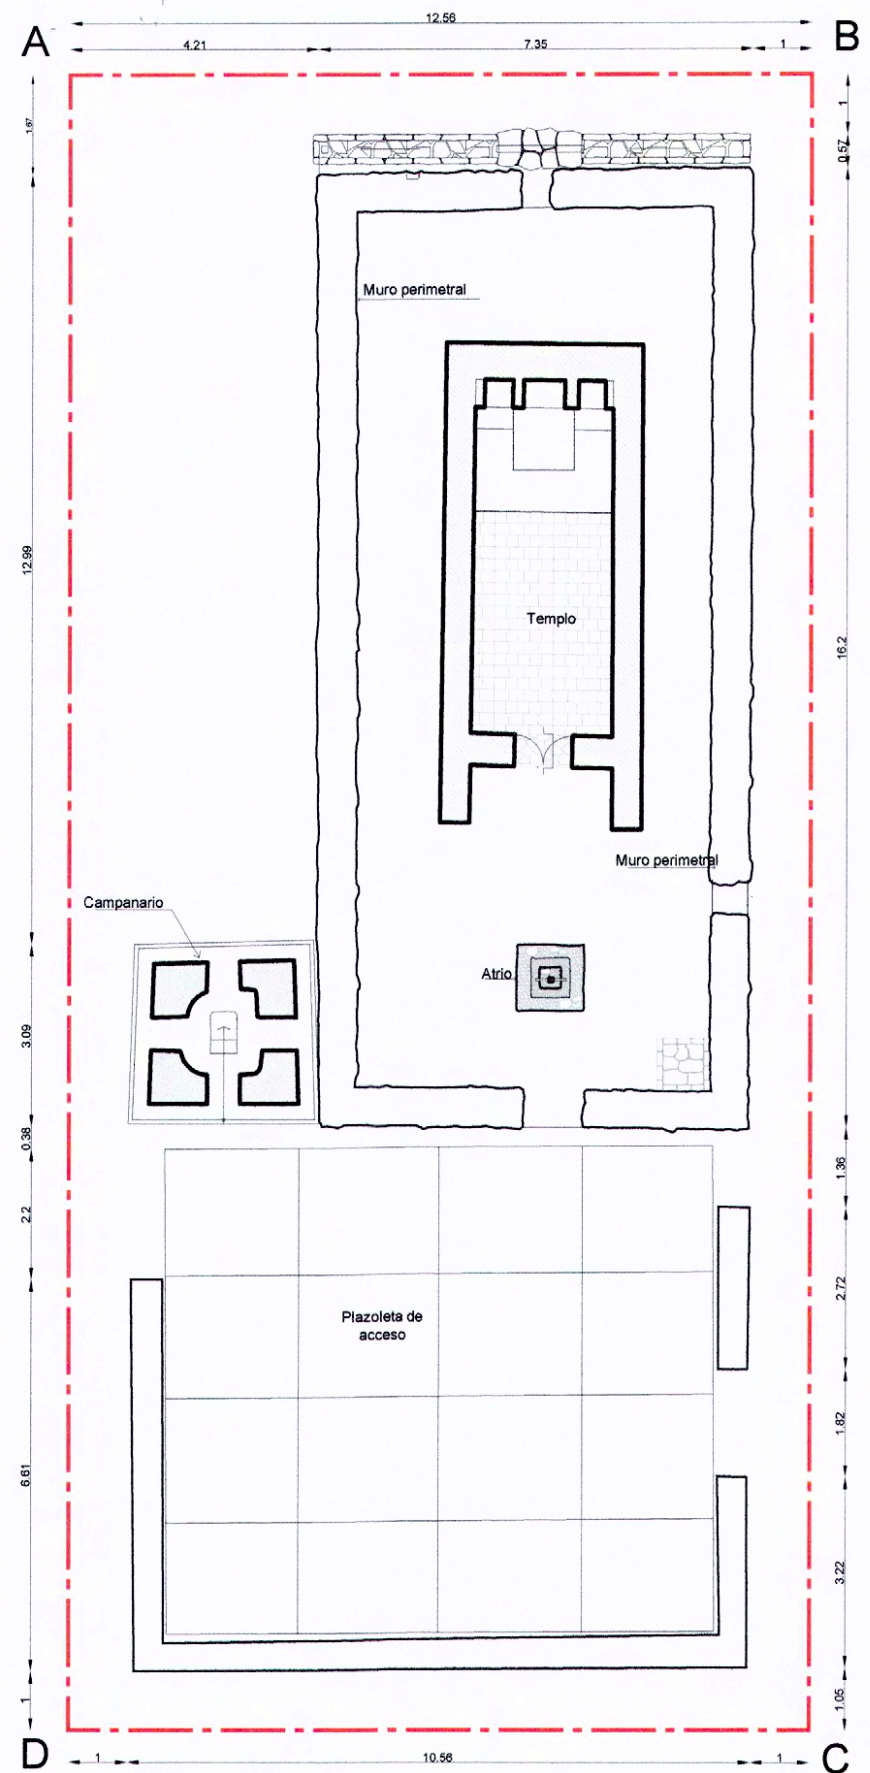 12.56
A
B
4.21
7.35
1
1.67
1
0.57
Muro perimetral
12.99
Templo
16.2
Muro perimetral
Campanario
Atrio
3.09
0.38
1.36
2.2
2.72
Plazoleta de
acceso
1.82
6.61
3.22
1
1.05
D
C
1
10.56
1